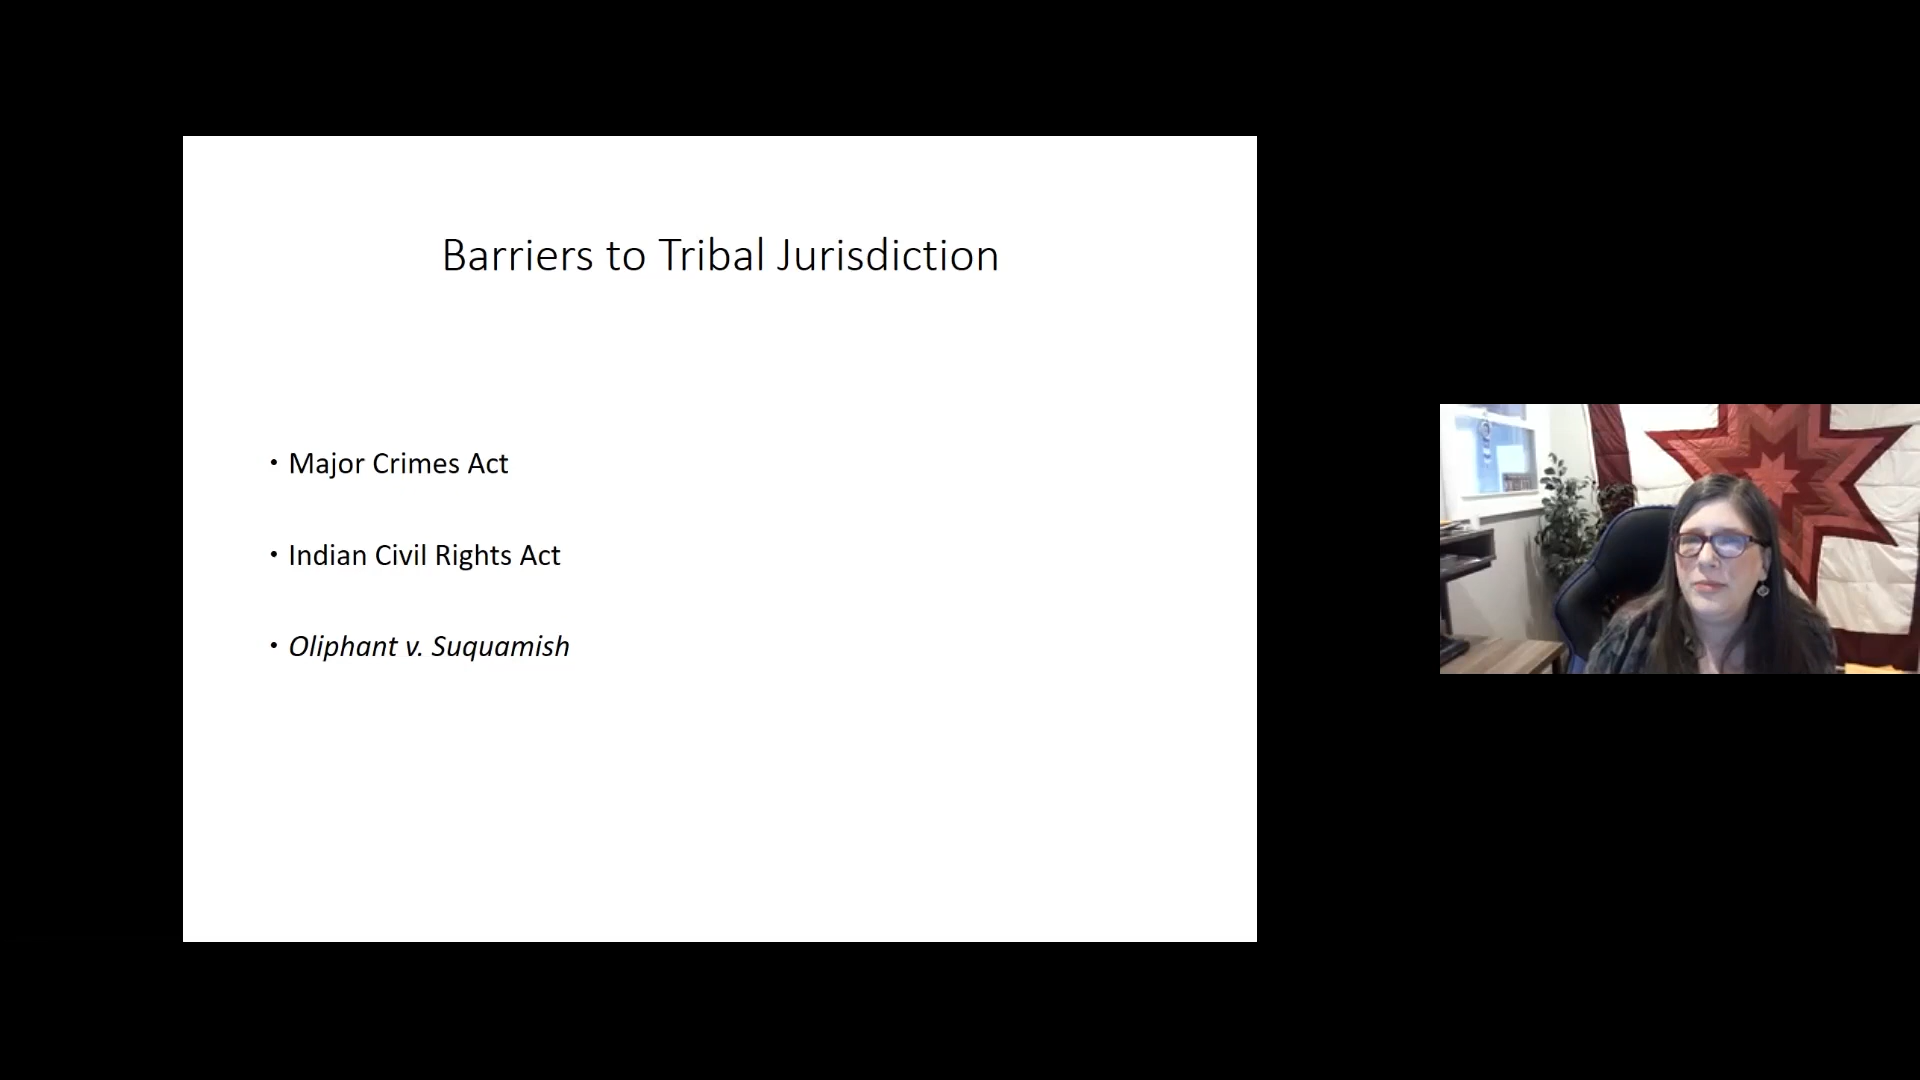 Barriers to Tribal Jurisdiction
• Major Crimes Act
• Indian Civil Rights Act
• Oliphant v. Suquamish